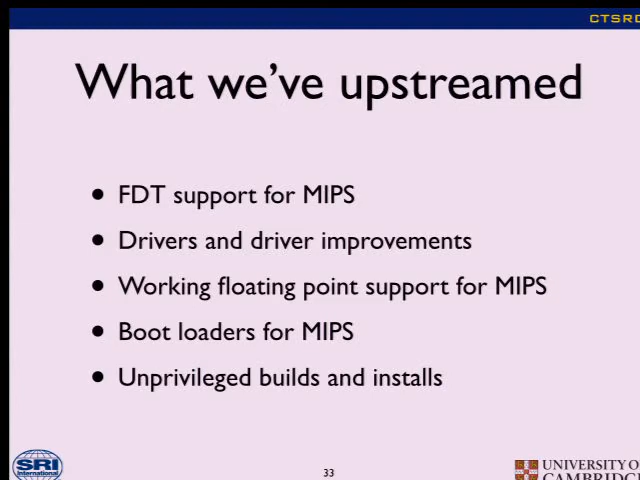 CTSRD
What we've upstreamed
• FDT support for MIPS
• Drivers and driver improvements
• Working floating point support for MIPS
• Boot loaders for MIPS
• Unprivileged builds and installs
SRI
International
33
UNIVERSITY OF
CAMBRIDGE